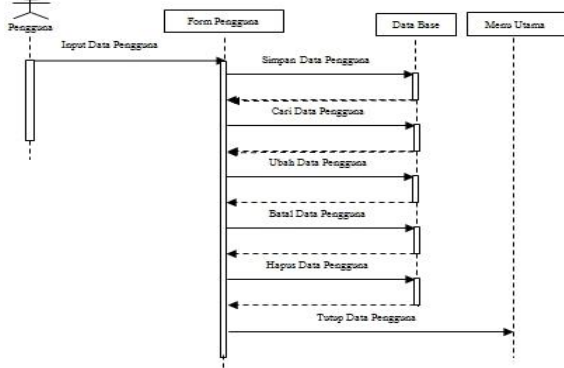 Pengguna
Form Pengguna
Data Base
Menu Utama
Input Data Pengguna
Simpan Data Pengguna
Cari Data Pengguna
Ubah Data Pengguna
Batal Data Pengguna
Hapus Data Pengguna
Tutup Data Pengguna